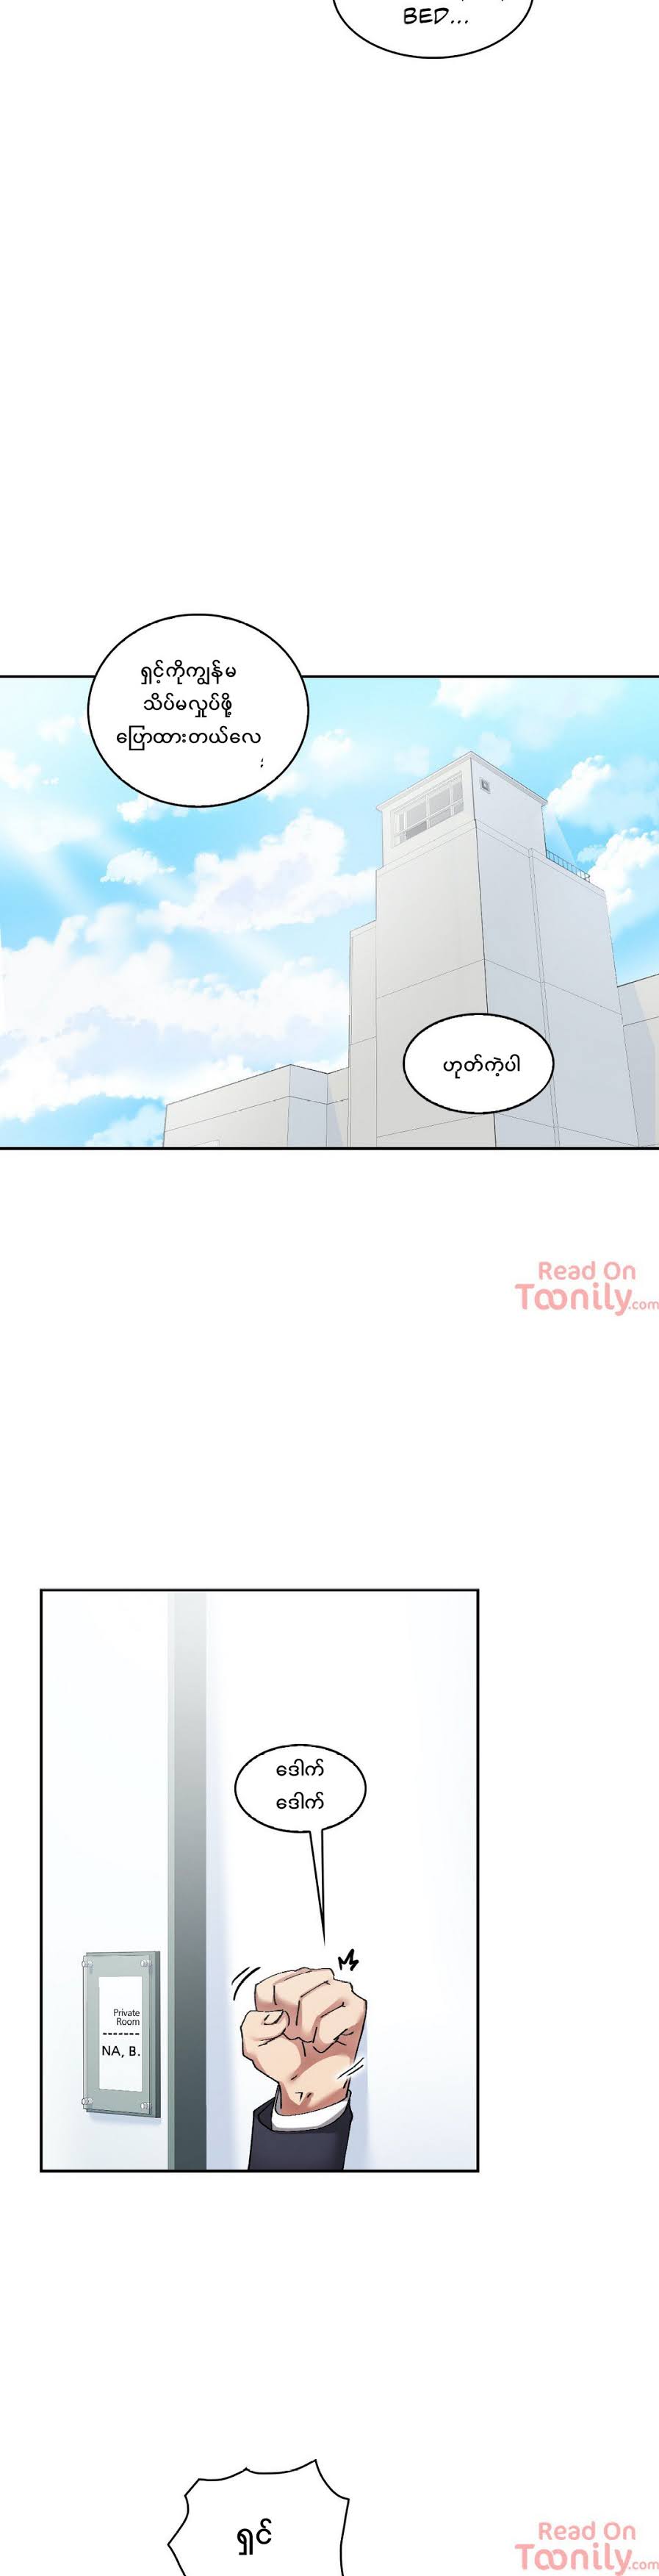 BED...
ရှင့်ကိုကျွန်မ
သိပ်မလှုပ်ဖို့
ပြောထားတယ်လေ
ဟုတ်ကဲ့ပါ
Read On
Toonily.com
ဒေါက်
ဒေါက်
Private
Room
NA, B.
ရှင်
Read On
Toonily.com